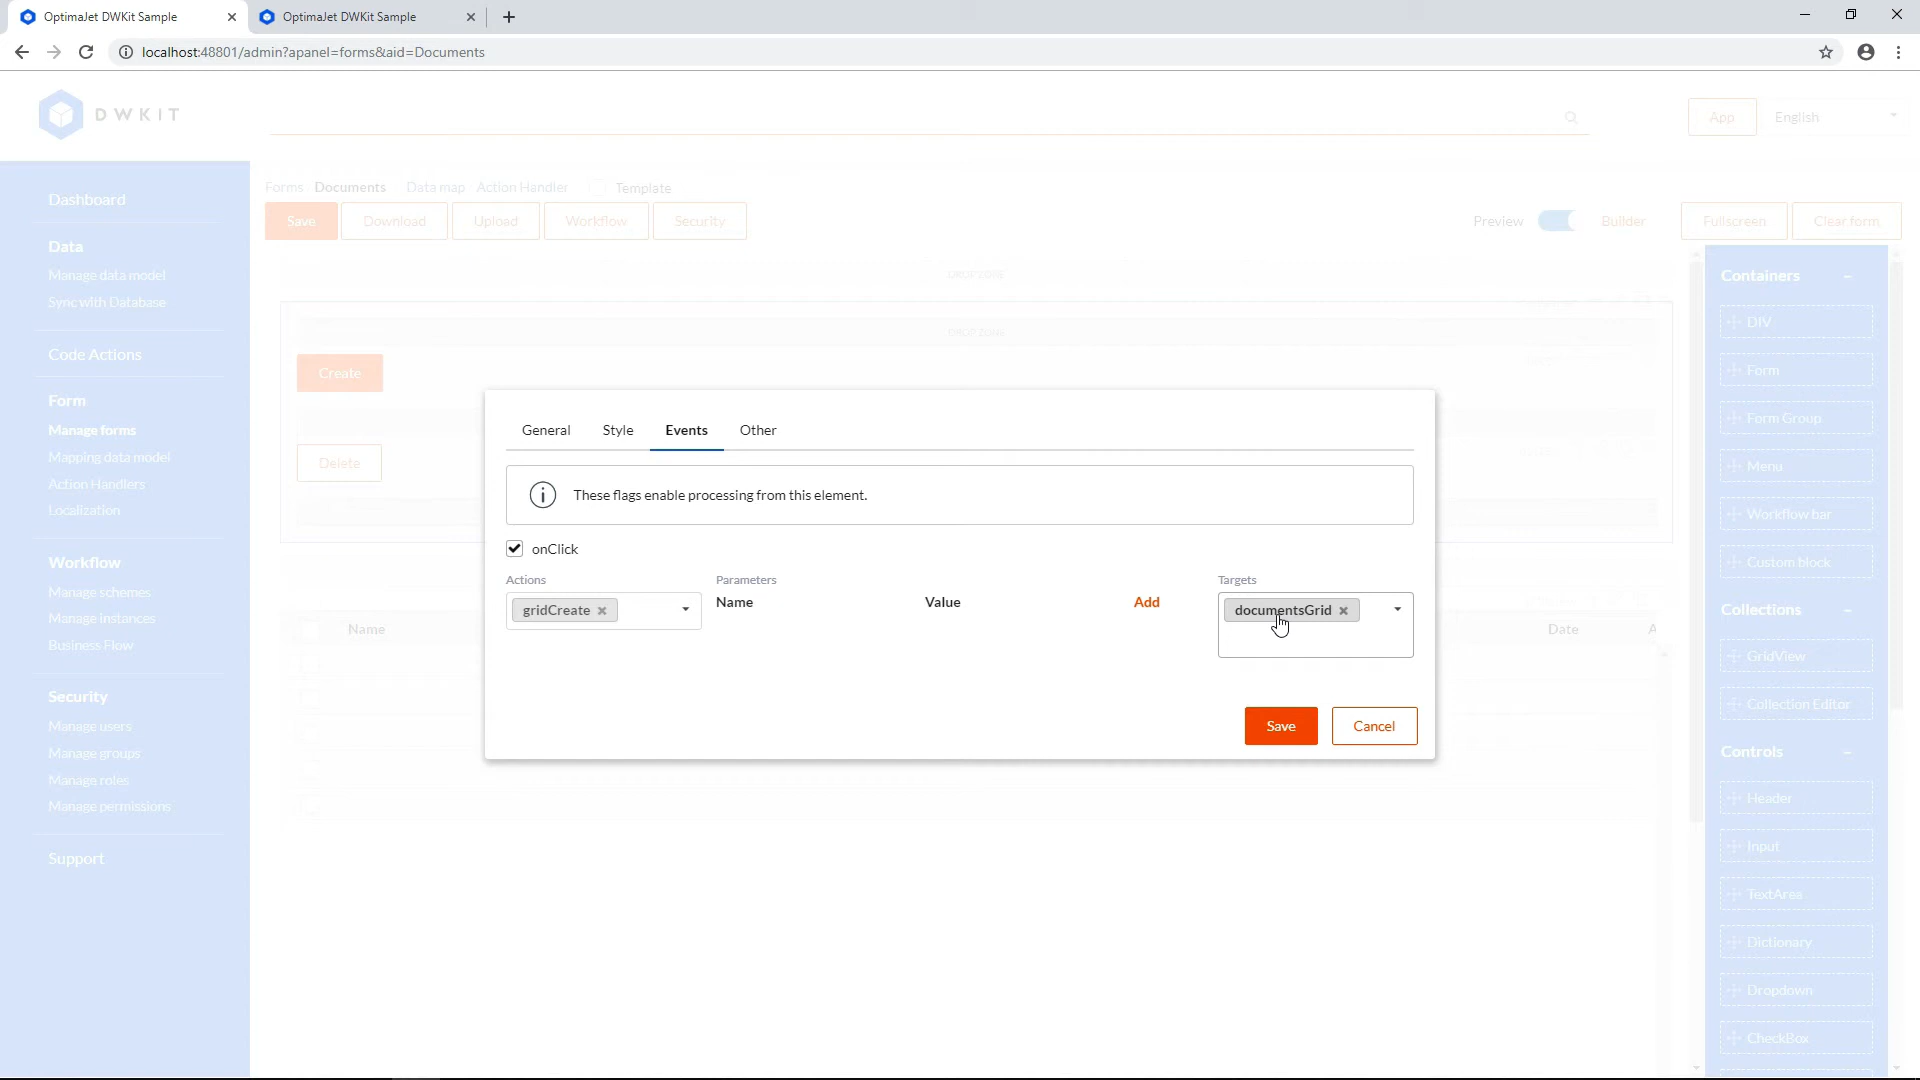 OptimaJet DWKit Sample
OptimaJet DWKit Sample
localhost:48801/admin?apanel=forms&aid=Documents
DWKIT
App
English
Dashboard
Data
Manage data model
Sync with Database
Code Actions
Form
Manage forms
Mapping data model
Action Handlers
Localization
Workflow
Manage schemes
Manage instances
Business Flow
Security
Manage users
Manage groups
Manage roles
Manage permissions
Support
Forms Documents Data map Action Handler Template
Save Download Upload Workflow Security
Preview Builder Fullscreen Clear form
DROP ZONE
DROP ZONE
Create
Delete
Name Date A
General Style Events Other
These flags enable processing from this element.
onClick
Actions Parameters Targets
gridCreate Name Value Add documentsGrid
Save Cancel
Containers
DIV
Form
Form Group
Menu
Workflow bar
Custom block
Collections
GridView
Collection Editor
Controls
Header
Input
TextArea
Dictionary
Dropdown
CheckBox